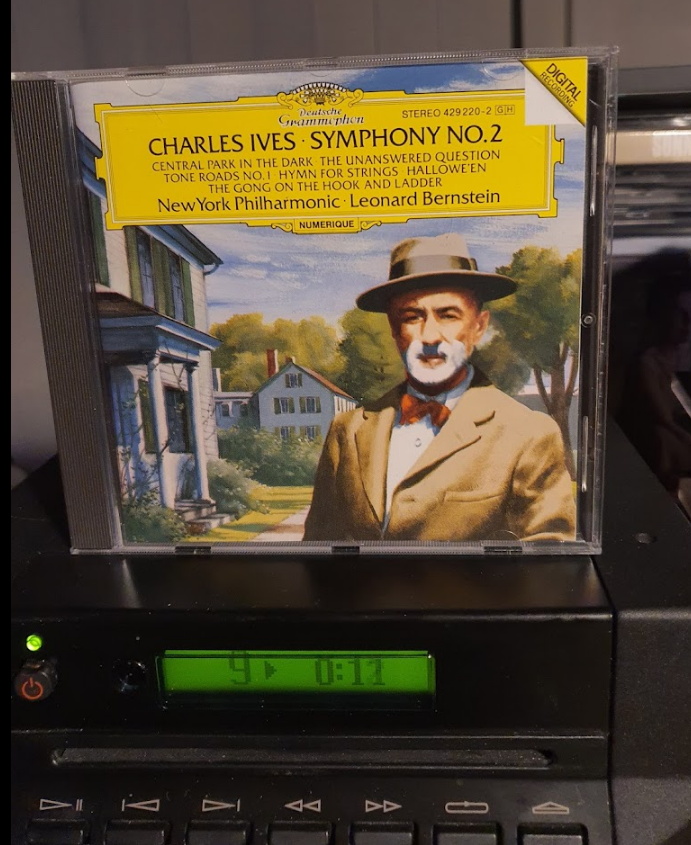 DIGITAL
RECORDING
Deutsche
Grammophon
STEREO 429 220-2 GH
CHARLES IVES · SYMPHONY NO. 2
CENTRAL PARK IN THE DARK · THE UNANSWERED QUESTION
TONE ROADS NO. 1 · HYMN FOR STRINGS · HALLOWE'EN
THE GONG ON THE HOOK AND LADDER
New York Philharmonic · Leonard Bernstein
NUMERIQUE
9 0:11